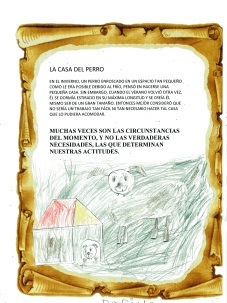 LA CASA DEL PERRO
EN EL INVIERNO, UN PERRO ENROSCADO EN UN ESPACIO TAN PEQUEÑO
COMO LE ERA POSIBLE DEBIDO AL FRÍO, PENSÓ EN HACERSE UNA
PEQUEÑA CASA. SIN EMBARGO, CUANDO EL VERANO VOLVIÓ OTRA VEZ,
ÉL SE DORMÍA ESTIRADO EN SU MÁXIMA LONGITUD Y SE CREÍA ÉL
MISMO SER DE UN GRAN TAMAÑO. ENTONCES MEJOR CONSIDERÓ QUE
NO SERÍA UN TRABAJO TAN FÁCIL NI TAN NECESARIO HACER TAL CASA
QUE LO PUDIERA ACOMODAR.
MUCHAS VECES SON LAS CIRCUNSTANCIAS
DEL MOMENTO, Y NO LAS VERDADERAS
NECESIDADES, LAS QUE DETERMINAN
NUESTRAS ACTITUDES.